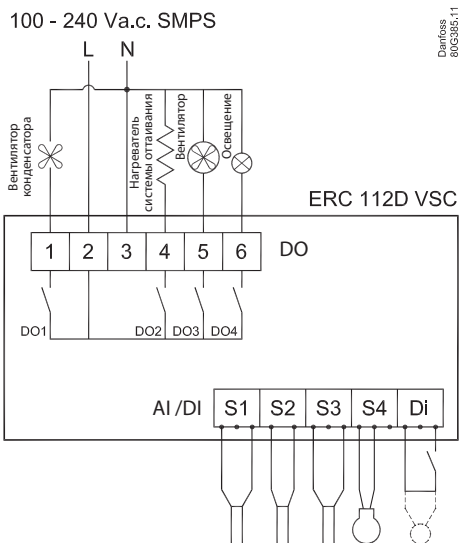 100 - 240 Va.c. SMPS
Danfoss
80G385.11
L N
Вентилятор
конденсатора
Нагреватель
системы оттаивания
Вентилятор
Освещение
ERC 112D VSC
1 2 3 4 5 6 DO
DO1 DO2 DO3 DO4
AI /DI S1 S2 S3 S4 Di